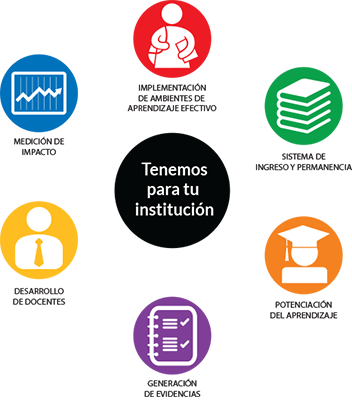 IMPLEMENTACIÓN
DE AMBIENTES DE
APRENDIZAJE EFECTIVO
MEDICIÓN DE
IMPACTO
SISTEMA DE
INGRESO Y PERMANENCIA
Tenemos
para tu
institución
DESARROLLO
DE DOCENTES
POTENCIACIÓN
DEL APRENDIZAJE
GENERACIÓN
DE EVIDENCIAS